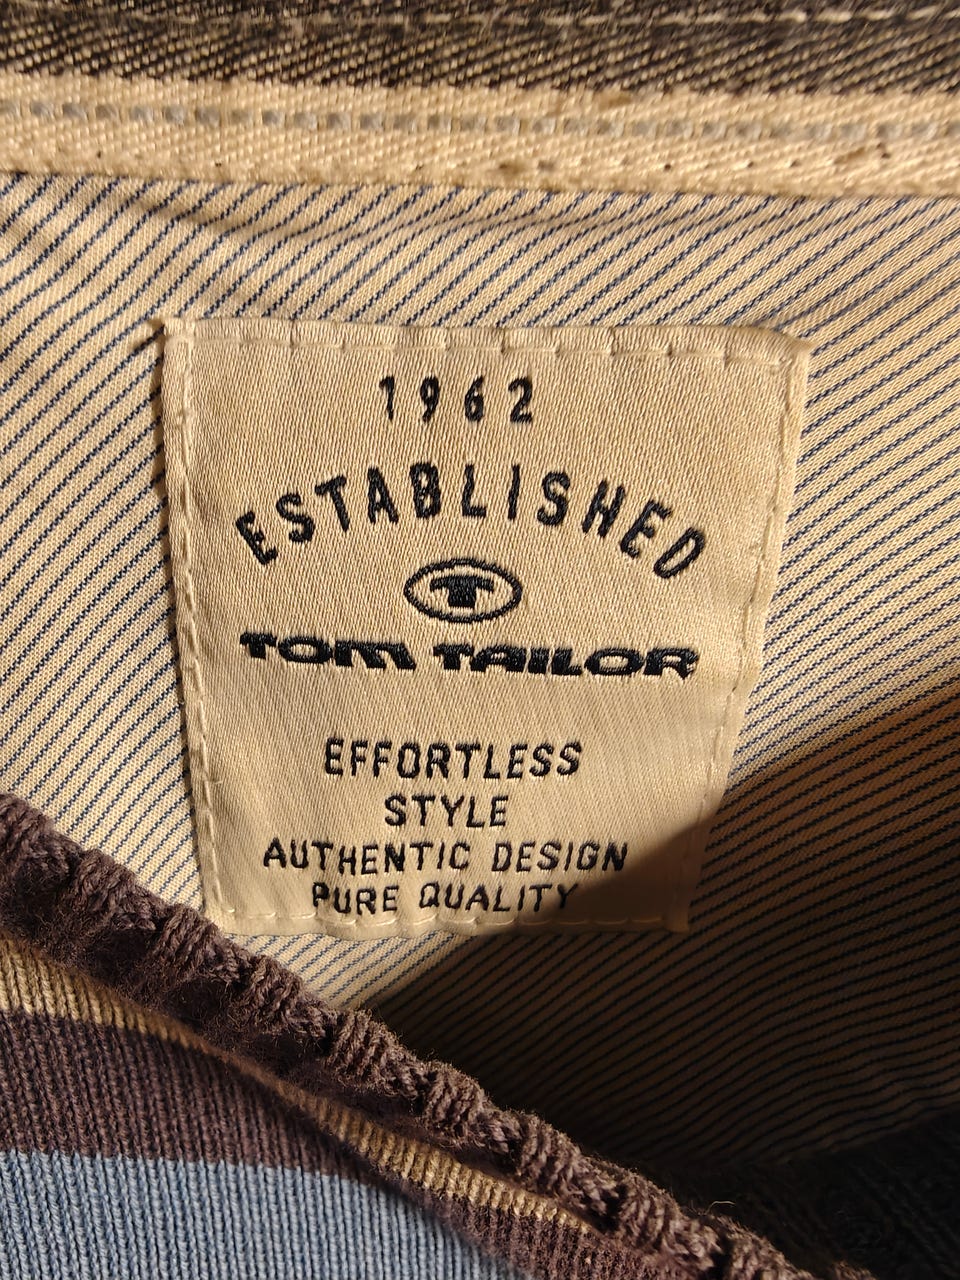 1962
ESTABLISHED
T
TOM TAILOR
EFFORTLESS
STYLE
AUTHENTIC DESIGN
PURE QUALITY